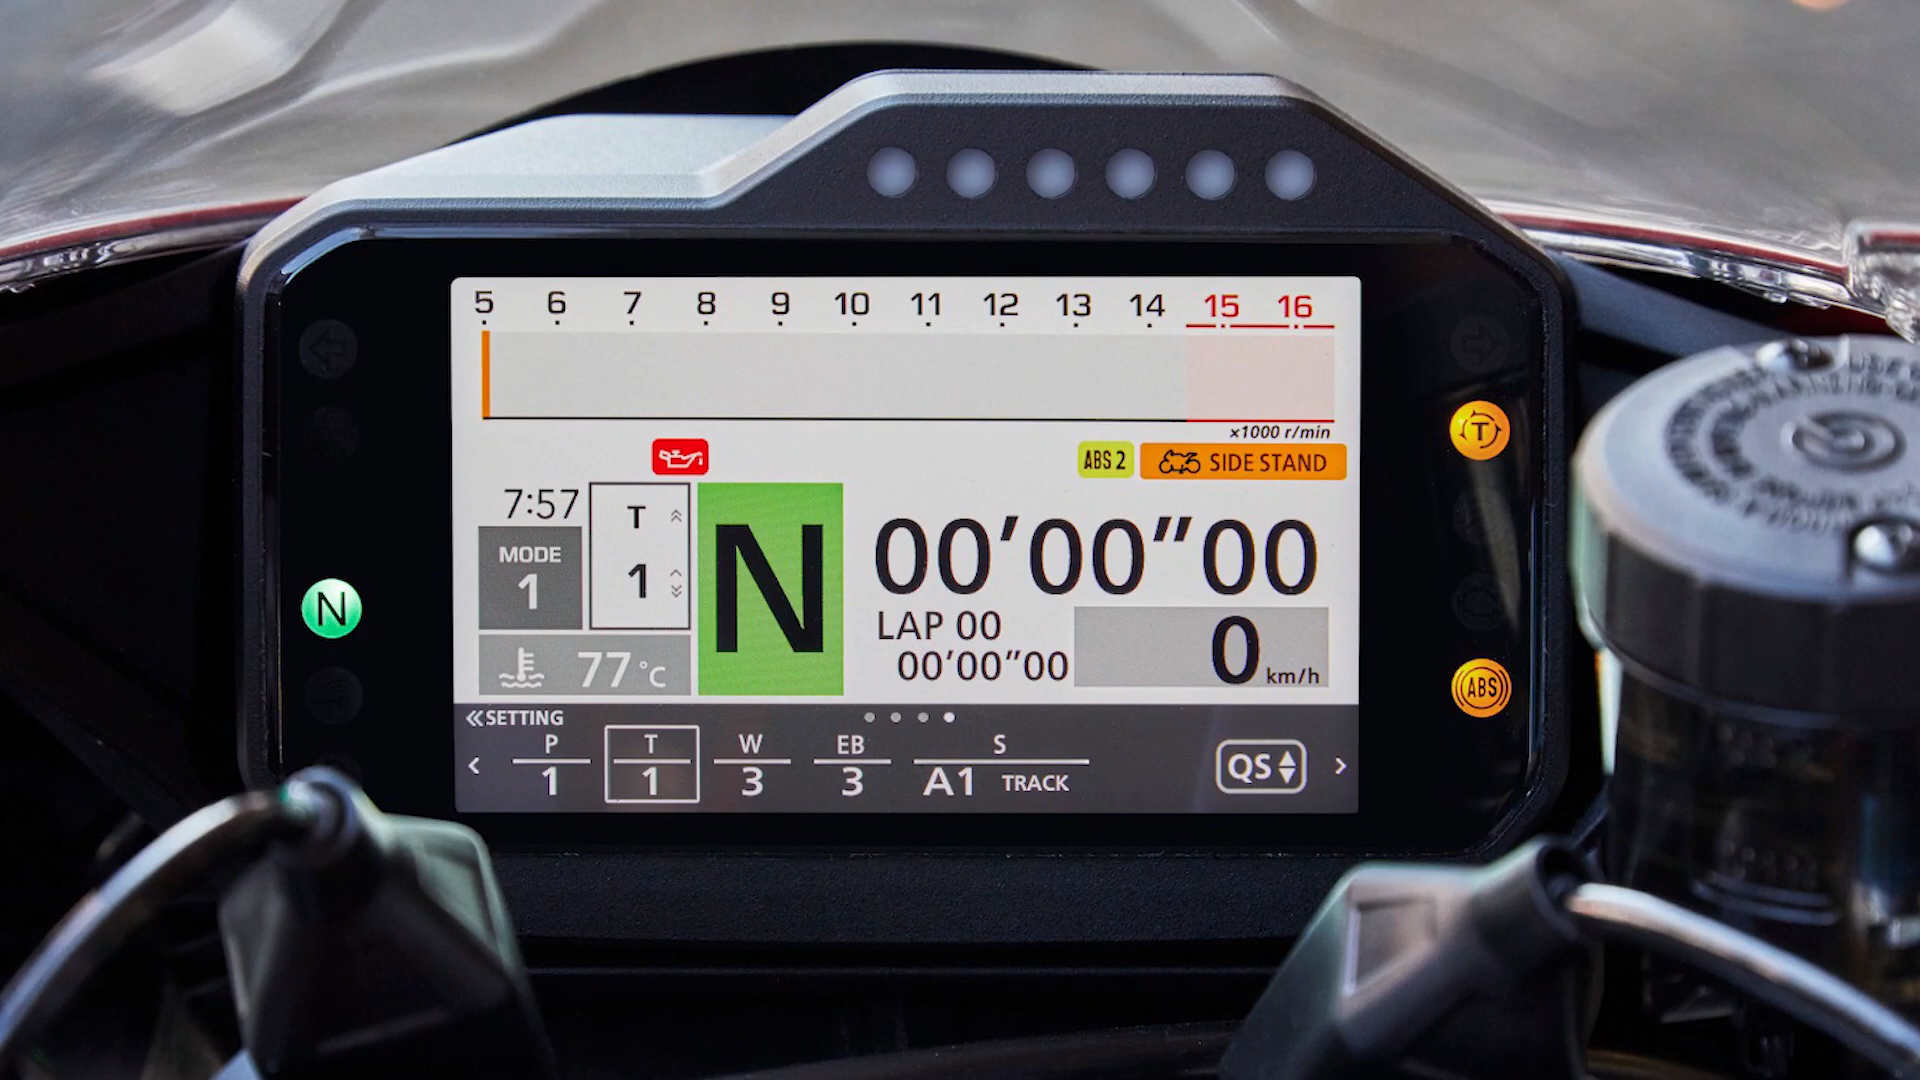 5 6 7 8 9 10 11 12 13 14 15 16
×1000 r/min
ABS 2 SIDE STAND
7:57
MODE
1
T
1
N
00'00"00
LAP 00
00'00"00
0 km/h
77 °C
N
T
ABS
«SETTING
P T W EB S
1 1 3 3 A1 TRACK
QS